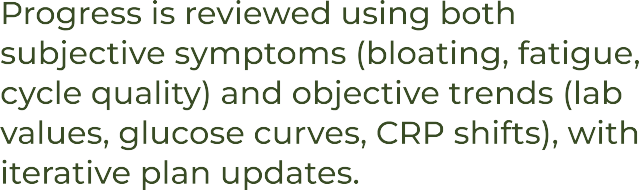 Progress is reviewed using both
subjective symptoms (bloating, fatigue,
cycle quality) and objective trends (lab
values, glucose curves, CRP shifts), with
iterative plan updates.